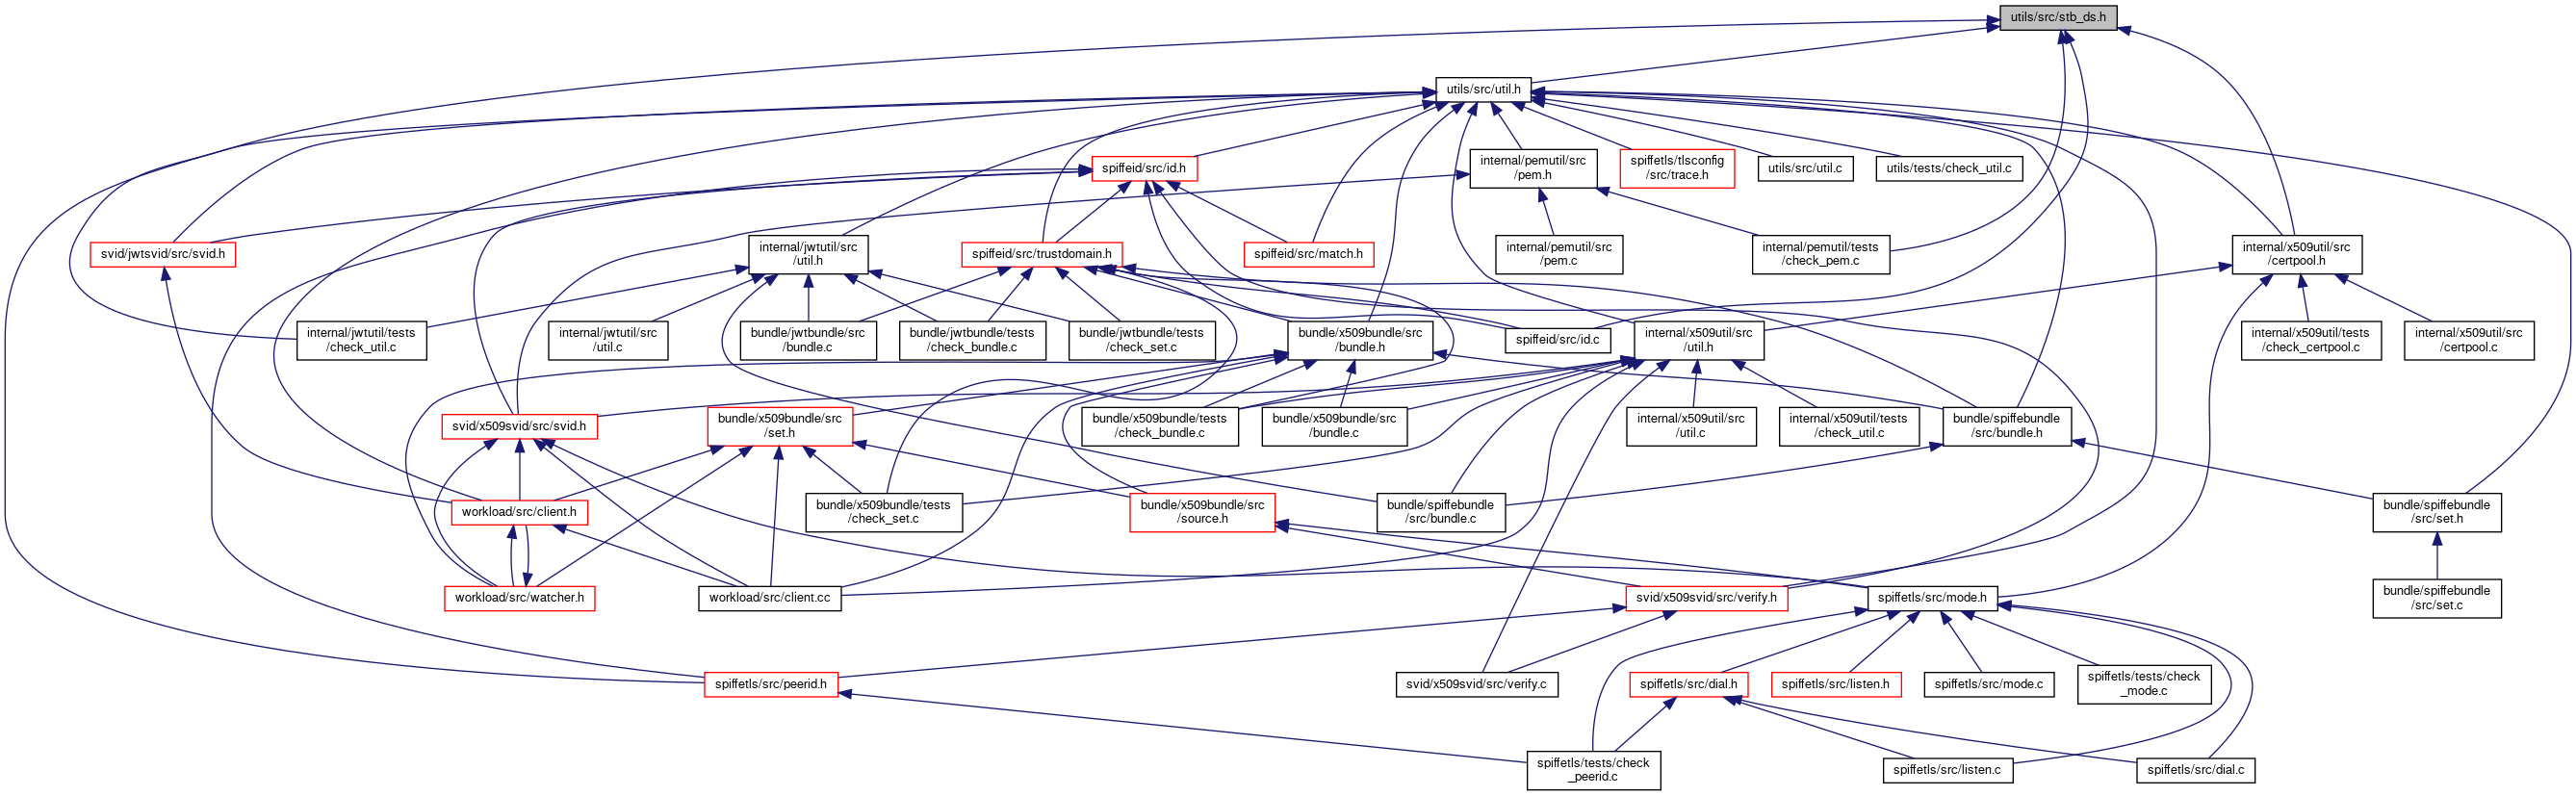 utils/src/stb_ds.h
utils/src/util.h
spiffeid/src/id.h
internal/pemutil/src
/pem.h
spiffetls/tlsconfig
/src/trace.h
utils/src/util.c
utils/tests/check_util.c
svid/jwtsvid/src/svid.h
internal/jwtutil/src
/util.h
spiffeid/src/trustdomain.h
spiffeid/src/match.h
internal/pemutil/src
/pem.c
internal/pemutil/tests
/check_pem.c
internal/x509util/src
/certpool.h
internal/jwtutil/tests
/check_util.c
internal/jwtutil/src
/util.c
bundle/jwtbundle/src
/bundle.c
bundle/jwtbundle/tests
/check_bundle.c
bundle/jwtbundle/tests
/check_set.c
bundle/x509bundle/src
/bundle.h
spiffeid/src/id.c
internal/x509util/src
/util.h
internal/x509util/tests
/check_certpool.c
internal/x509util/src
/certpool.c
svid/x509svid/src/svid.h
bundle/x509bundle/src
/set.h
bundle/x509bundle/tests
/check_bundle.c
bundle/x509bundle/src
/bundle.c
internal/x509util/src
/util.c
internal/x509util/tests
/check_util.c
bundle/spiffebundle
/src/bundle.h
workload/src/client.h
bundle/x509bundle/tests
/check_set.c
bundle/x509bundle/src
/source.h
bundle/spiffebundle
/src/bundle.c
bundle/spiffebundle
/src/set.h
workload/src/watcher.h
workload/src/client.cc
svid/x509svid/src/verify.h
spiffetls/src/mode.h
bundle/spiffebundle
/src/set.c
spiffetls/src/peerid.h
svid/x509svid/src/verify.c
spiffetls/src/dial.h
spiffetls/src/listen.h
spiffetls/src/mode.c
spiffetls/tests/check
_mode.c
spiffetls/tests/check
_peerid.c
spiffetls/src/listen.c
spiffetls/src/dial.c